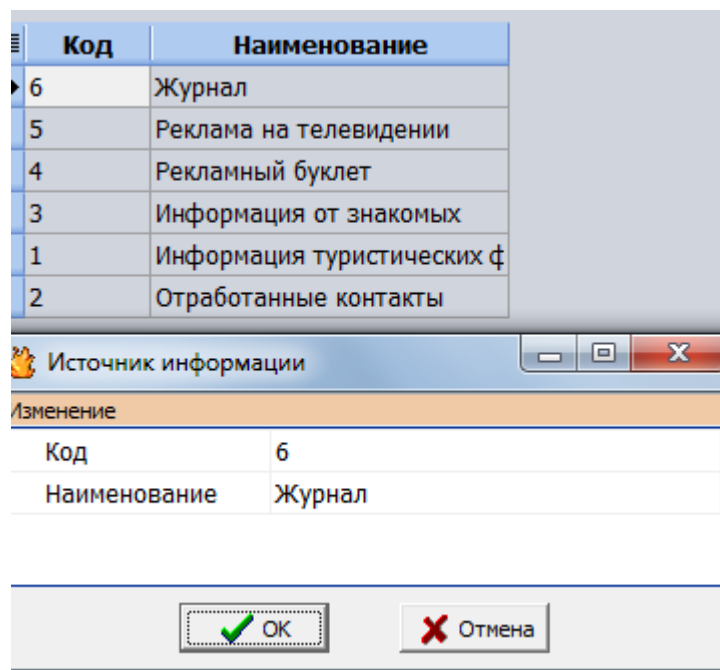 Код Наименование
6 Журнал
5 Реклама на телевидении
4 Рекламный буклет
3 Информация от знакомых
1 Информация туристических ф
2 Отработанные контакты
Источник информации
Изменение
Код 6
Наименование Журнал
OK Отмена